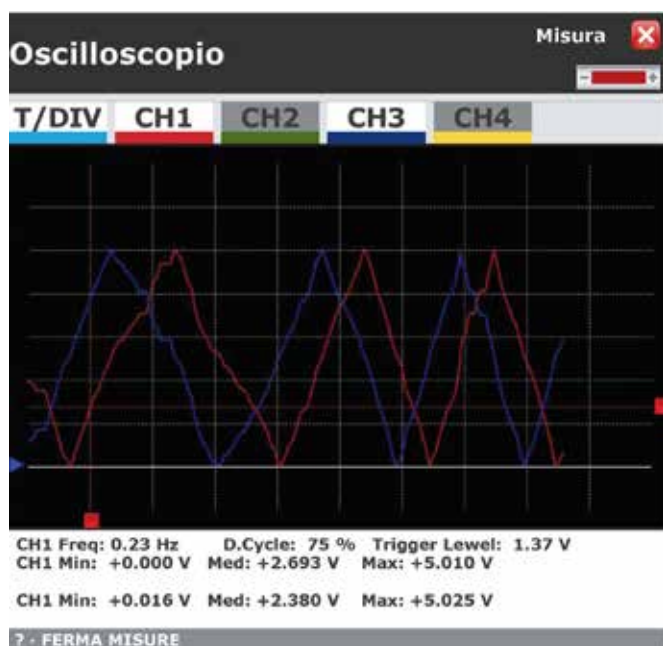 Misura
Oscilloscopio
- +
T/DIV CH1 CH2 CH3 CH4
CH1 Freq: 0.23 Hz D.Cycle: 75 % Trigger Lewel: 1.37 V
CH1 Min: +0.000 V Med: +2.693 V Max: +5.010 V
CH1 Min: +0.016 V Med: +2.380 V Max: +5.025 V
? - FERMA MISURE